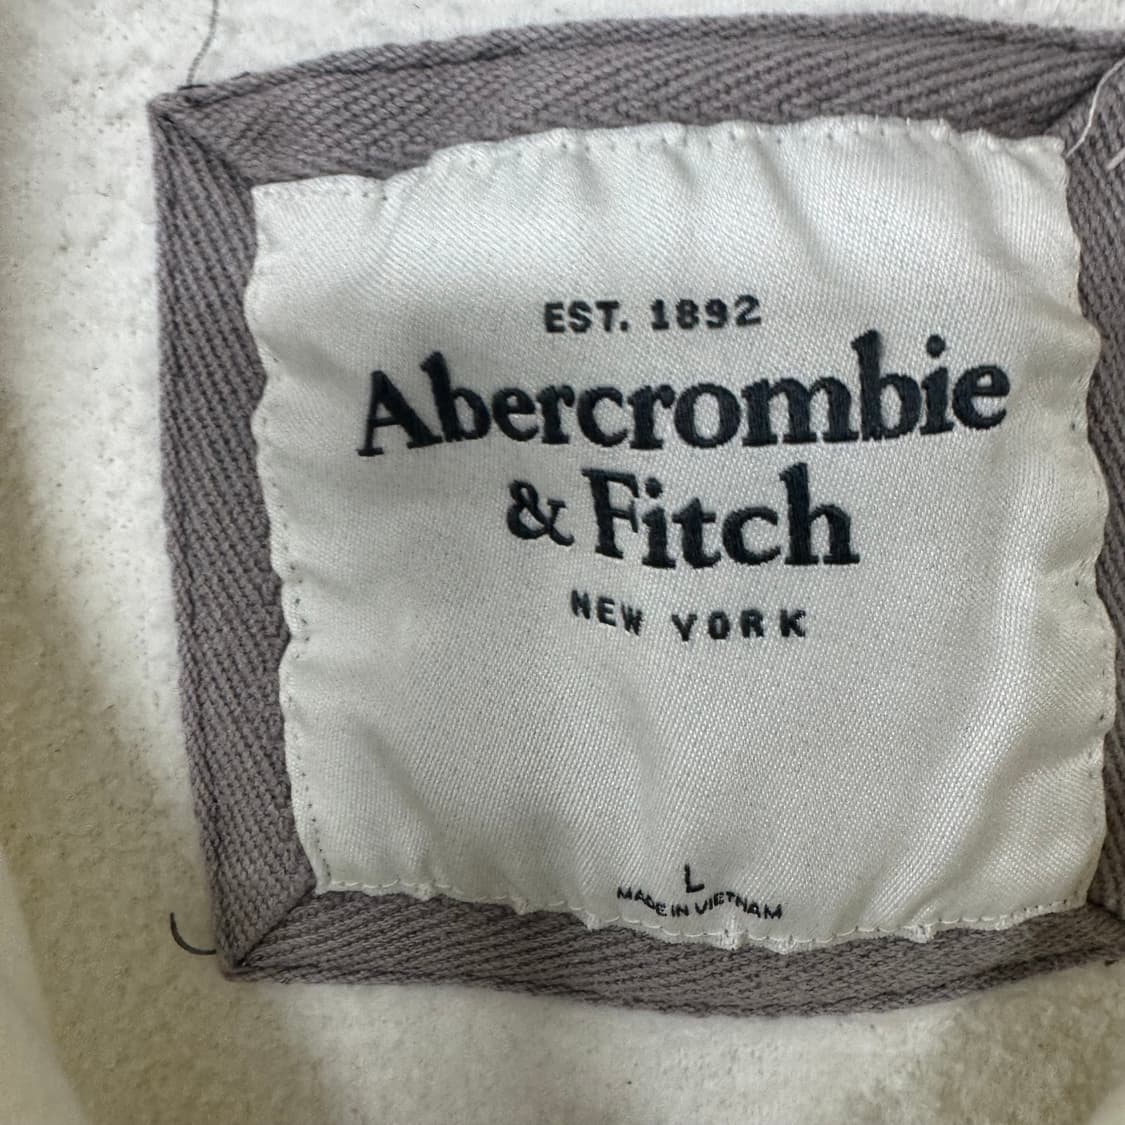 EST. 1892
Abercrombie
& Fitch
NEW YORK
L
MADE IN VIETNAM